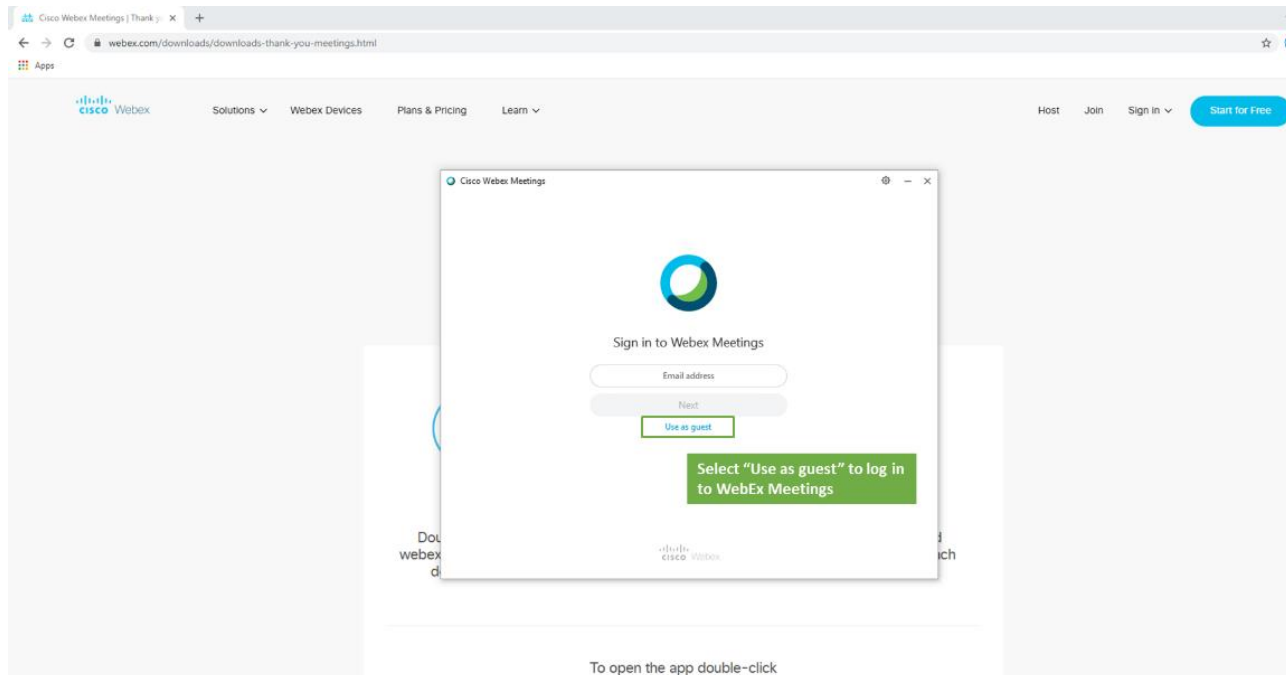 Cisco Webex Meetings | Thank y
webex.com/downloads/downloads-thank-you-meetings.html
Apps
cisco Webex Solutions Webex Devices Plans & Pricing Learn Host Join Sign in Start for Free
Cisco Webex Meetings
Sign in to Webex Meetings
Email address
Next
Use as guest
Select “Use as guest” to log in
to WebEx Meetings
Dou
webex ch
d
cisco Webex
To open the app double-click